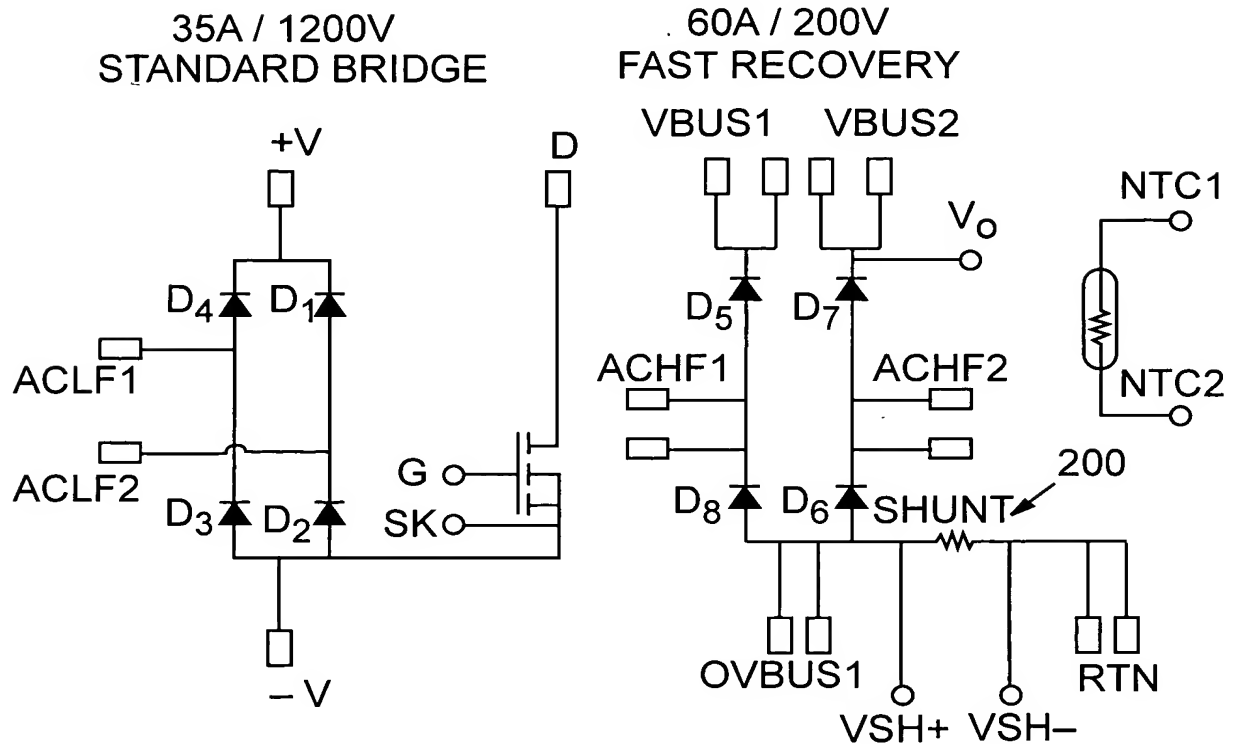 35A / 1200V
STANDARD BRIDGE
60A / 200V
FAST RECOVERY
VBUS1
VBUS2
+V
D
NTC1
Vo
D4
D1
D5
D7
ACLF1
ACHF1
ACHF2
NTC2
ACLF2
G
200
D3
D2
SK
D8
D6
SHUNT
OVBUS1
RTN
– V
VSH+
VSH–